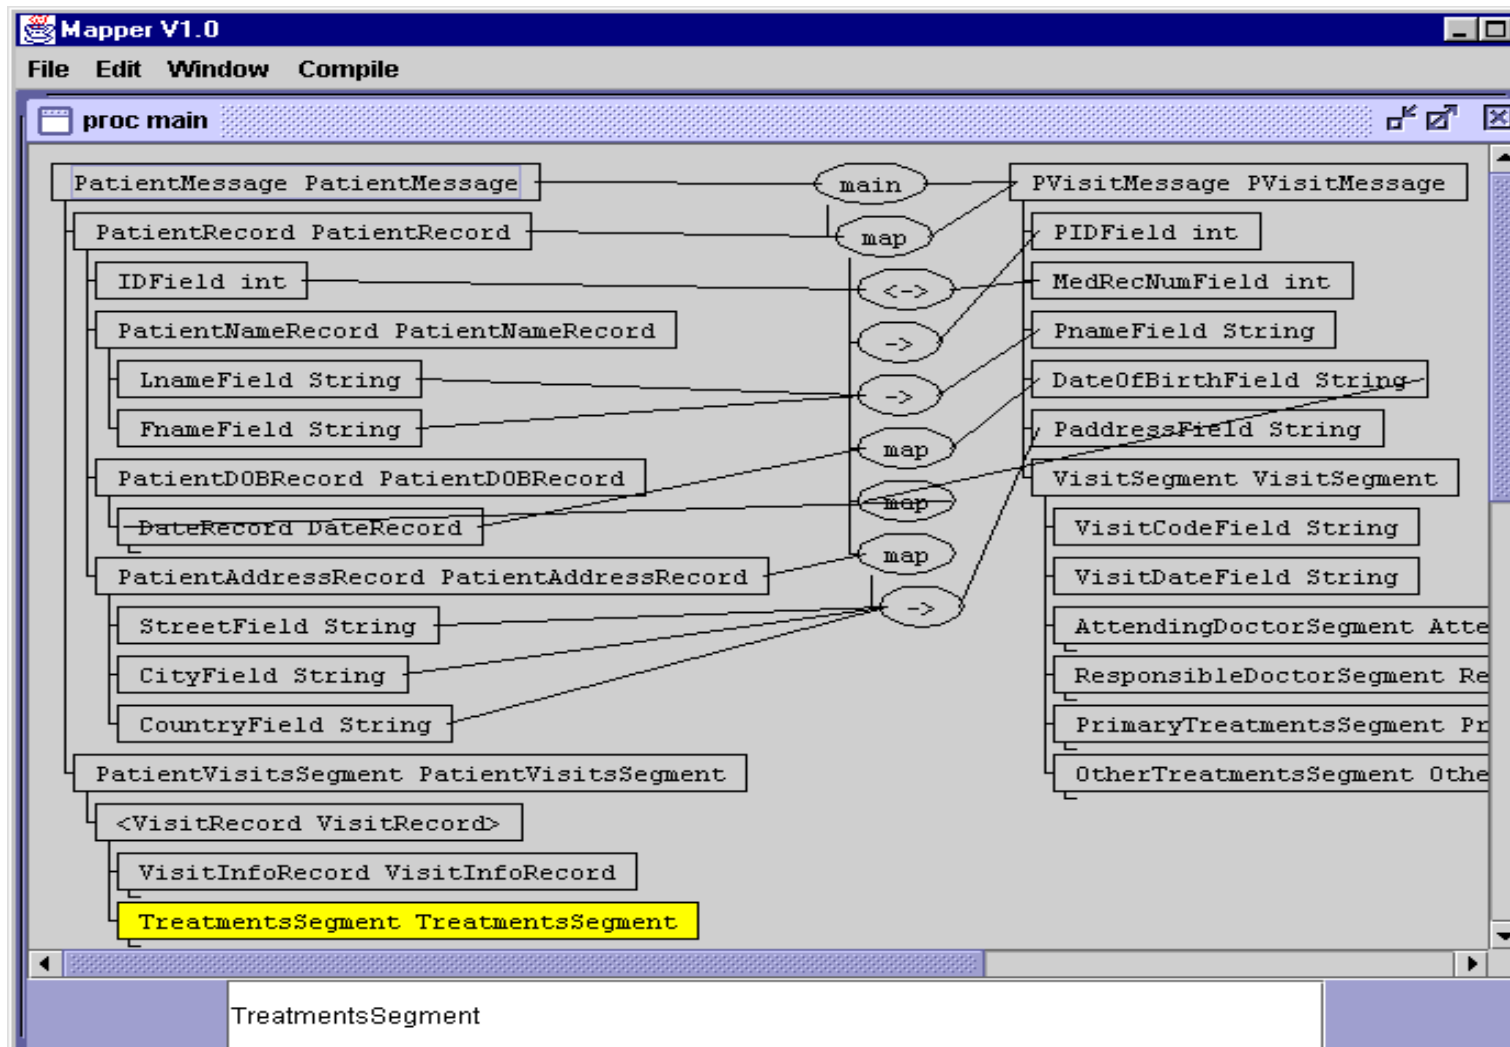 Mapper V1.0
File Edit Window Compile
proc main
PatientMessage PatientMessage main PVisitMessage PVisitMessage
PatientRecord PatientRecord map PIDField int
IDField int <-> MedRecNumField int
PatientNameRecord PatientNameRecord -> PnameField String
LnameField String -> DateOfBirthField String
FnameField String map PaddressField String
PatientDOBRecord PatientDOBRecord map VisitSegment VisitSegment
DateRecord DateRecord VisitCodeField String
PatientAddressRecord PatientAddressRecord map VisitDateField String
StreetField String -> AttendingDoctorSegment Atte
CityField String ResponsibleDoctorSegment Re
CountryField String PrimaryTreatmentsSegment Pr
PatientVisitsSegment PatientVisitsSegment OtherTreatmentsSegment Othe
<VisitRecord VisitRecord>
VisitInfoRecord VisitInfoRecord
TreatmentsSegment TreatmentsSegment
TreatmentsSegment